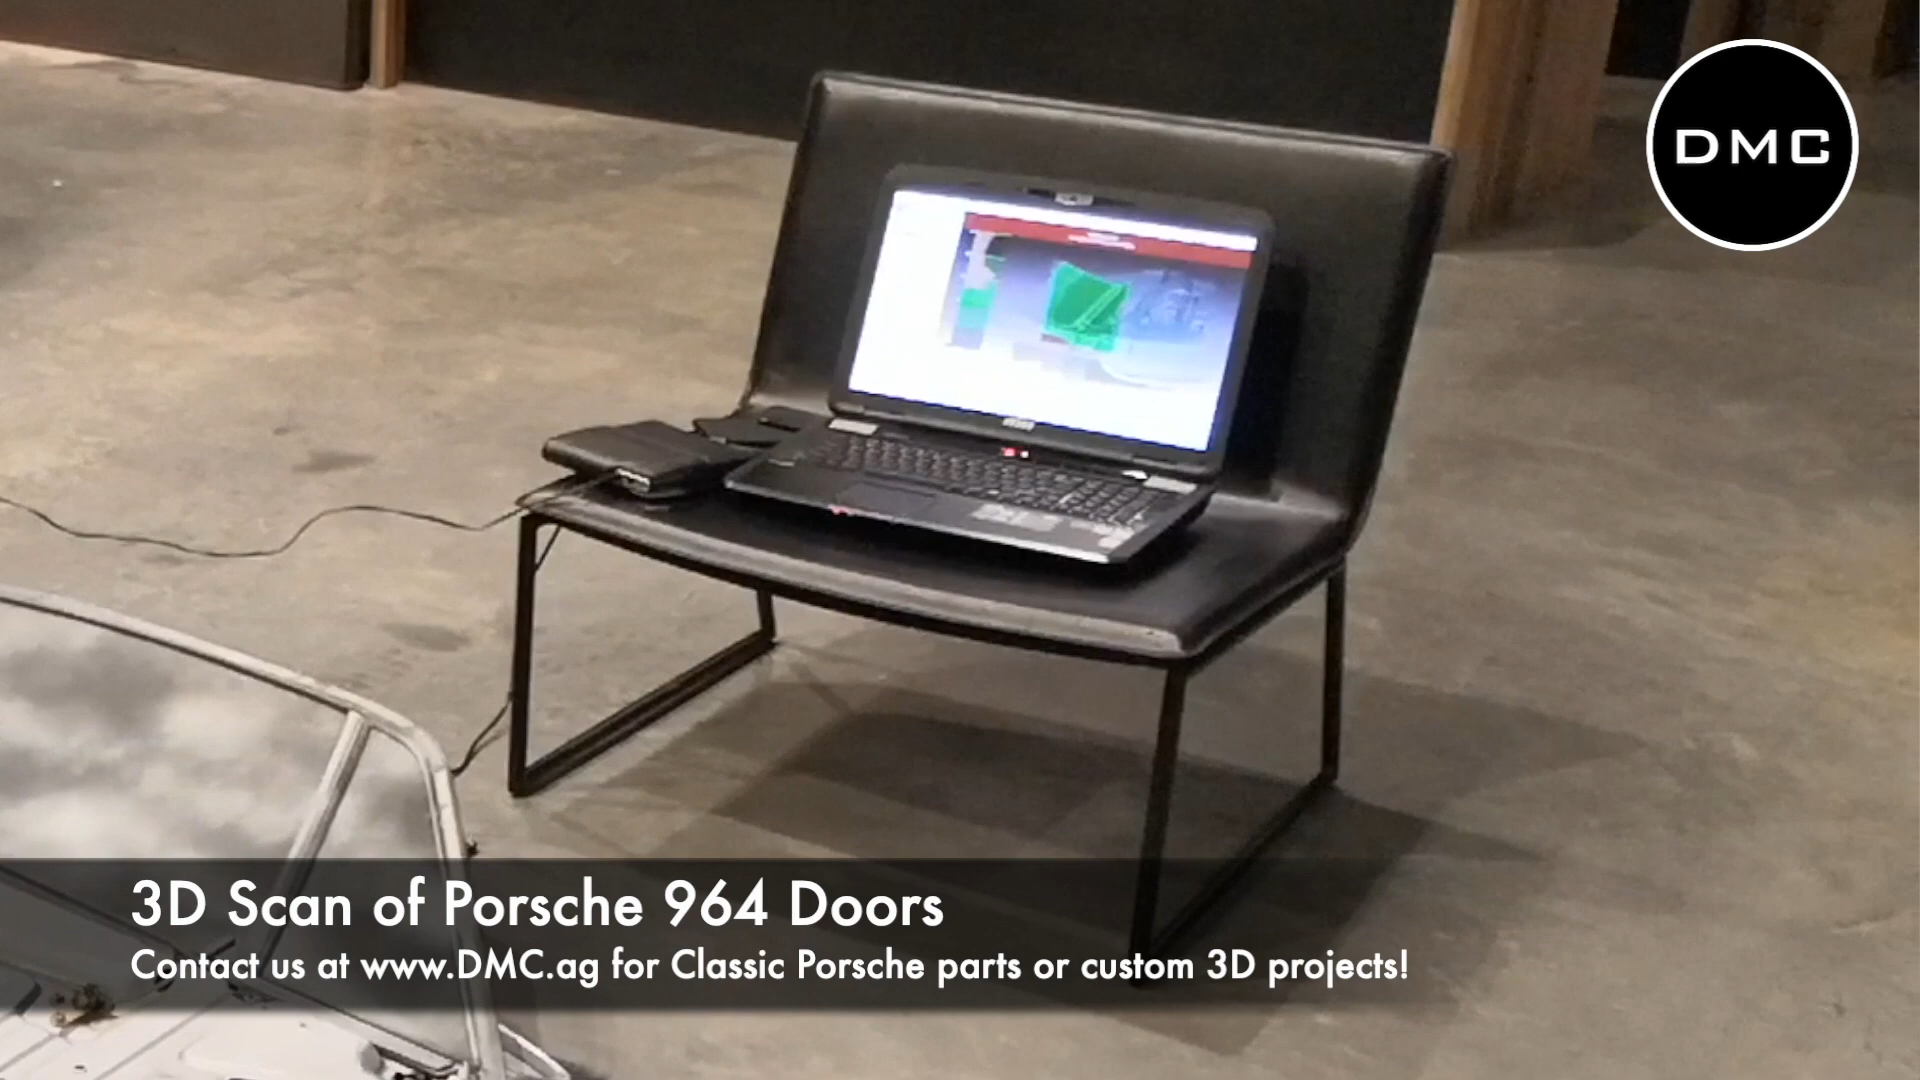 DMC
3D Scan of Porsche 964 Doors
Contact us at www.DMC.ag for Classic Porsche parts or custom 3D projects!